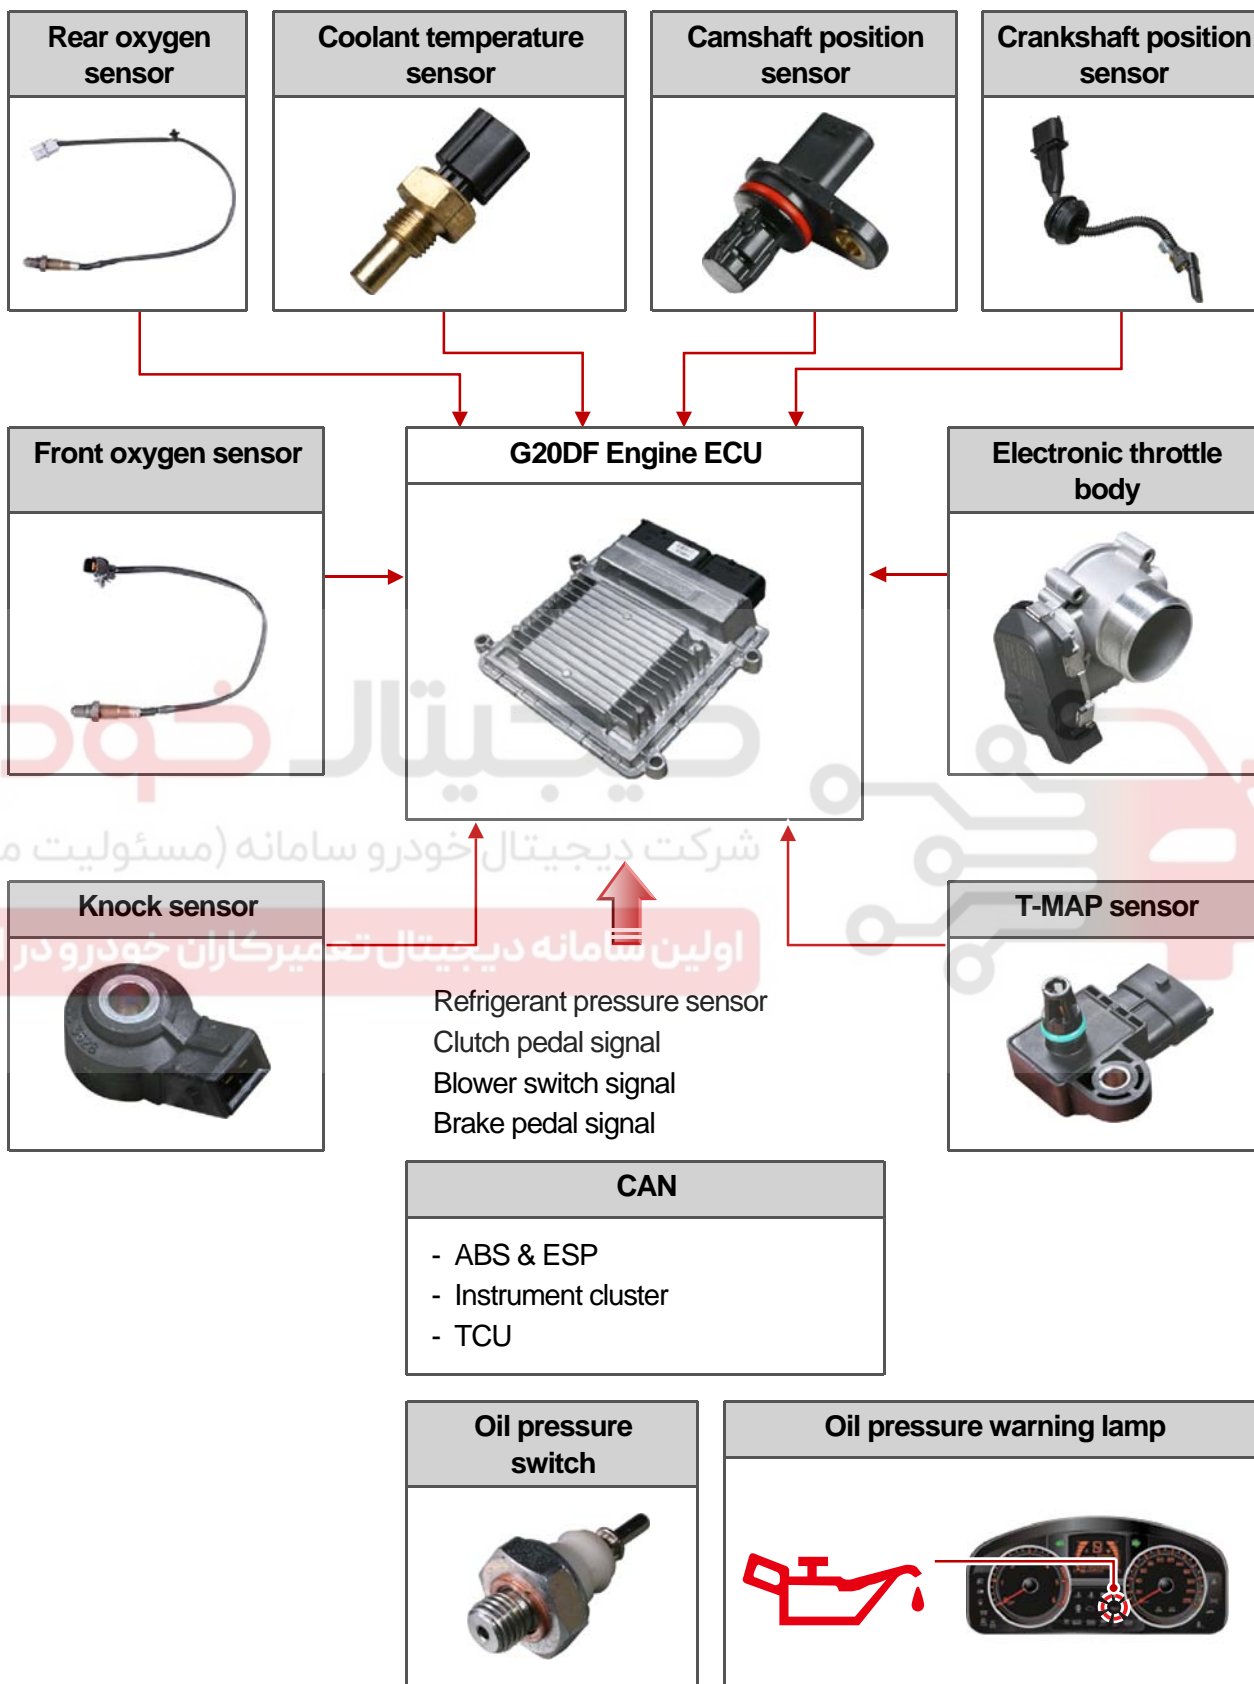 Rear oxygen
sensor
Coolant temperature
sensor
Camshaft position
sensor
Crankshaft position
sensor
Front oxygen sensor
G20DF Engine ECU
Electronic throttle
body
دیجیتال خود
شرکت دیجیتال خودرو سامانه (مسئولیت م
Knock sensor
T-MAP sensor
اولین سامانه دیجیتال تعمیرکاران خودرو در ا
Refrigerant pressure sensor
Clutch pedal signal
Blower switch signal
Brake pedal signal
CAN
- ABS & ESP
- Instrument cluster
- TCU
Oil pressure
switch
Oil pressure warning lamp